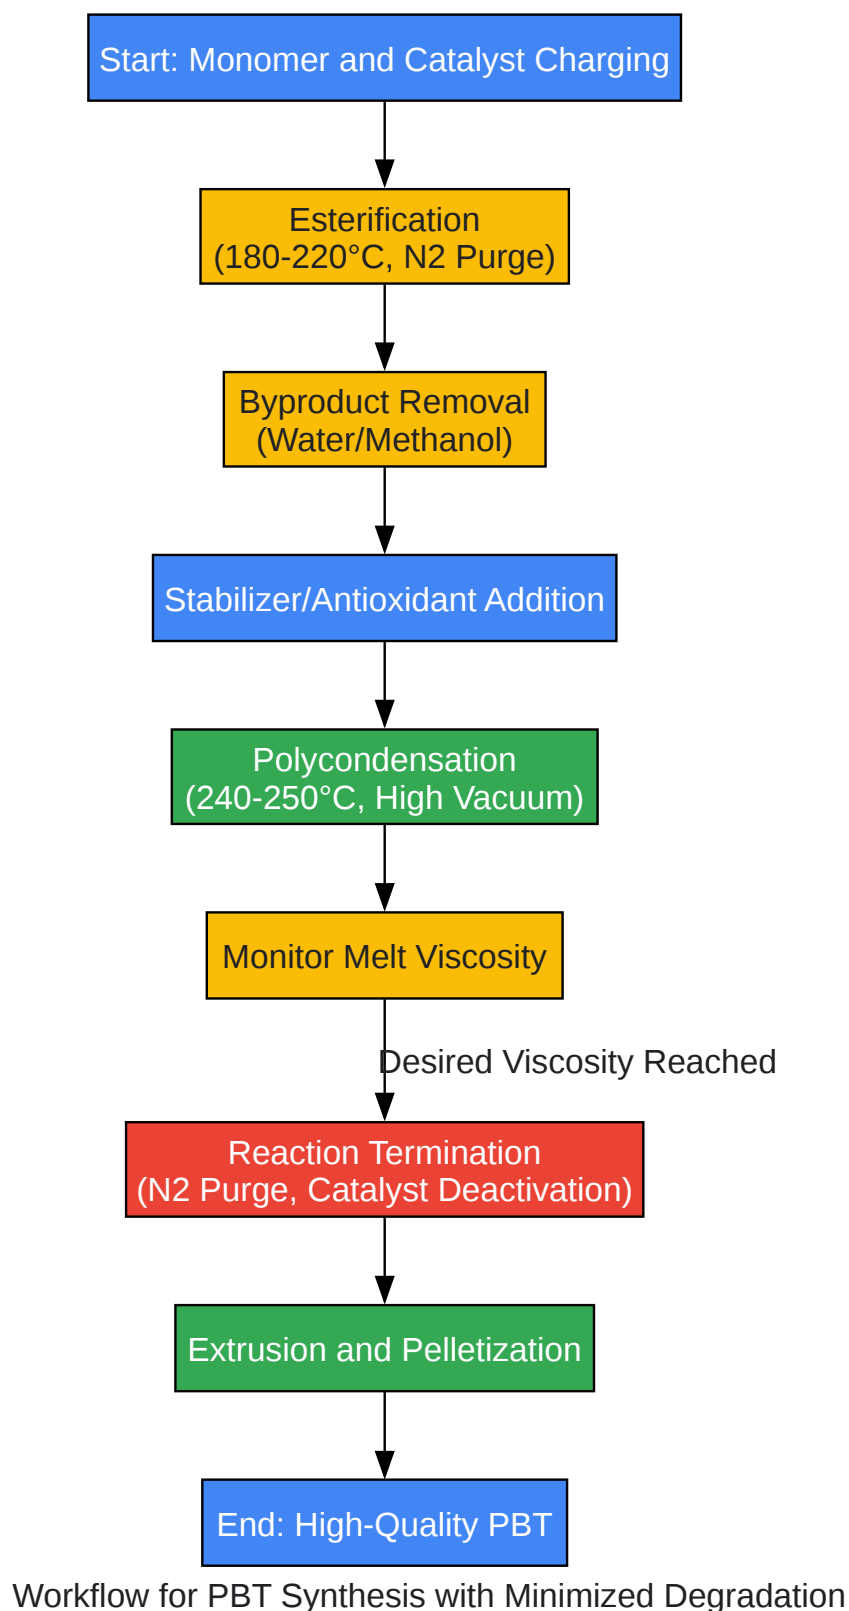 Start: Monomer and Catalyst Charging
Esterification
(180-220°C, N2 Purge)
Byproduct Removal
(Water/Methanol)
Stabilizer/Antioxidant Addition
Polycondensation
(240-250°C, High Vacuum)
Monitor Melt Viscosity
Desired Viscosity Reached
Reaction Termination
(N2 Purge, Catalyst Deactivation)
Extrusion and Pelletization
End: High-Quality PBT
Workflow for PBT Synthesis with Minimized Degradation